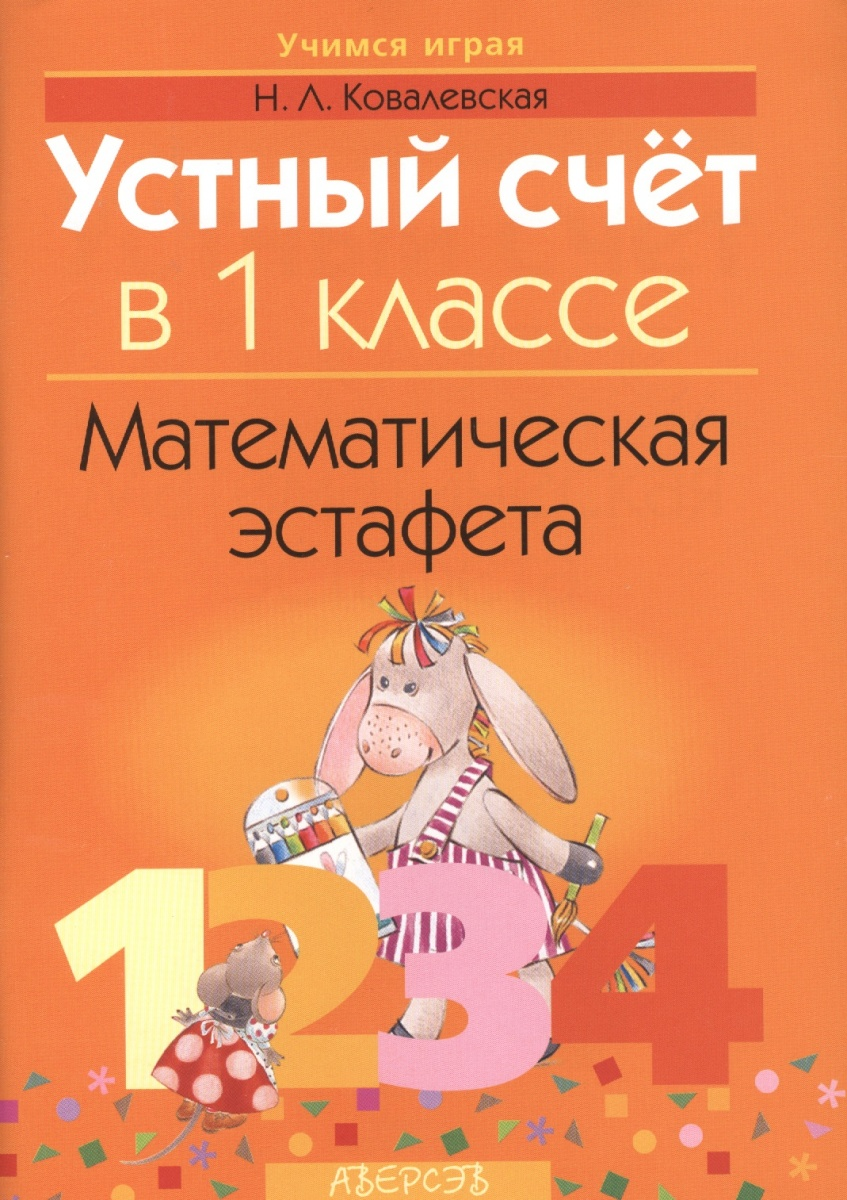 Учимся играя
Н. Л. Ковалевская
Устный счёт
в 1 классе
Математическая
эстафета
1234
АВЕРСЭВ